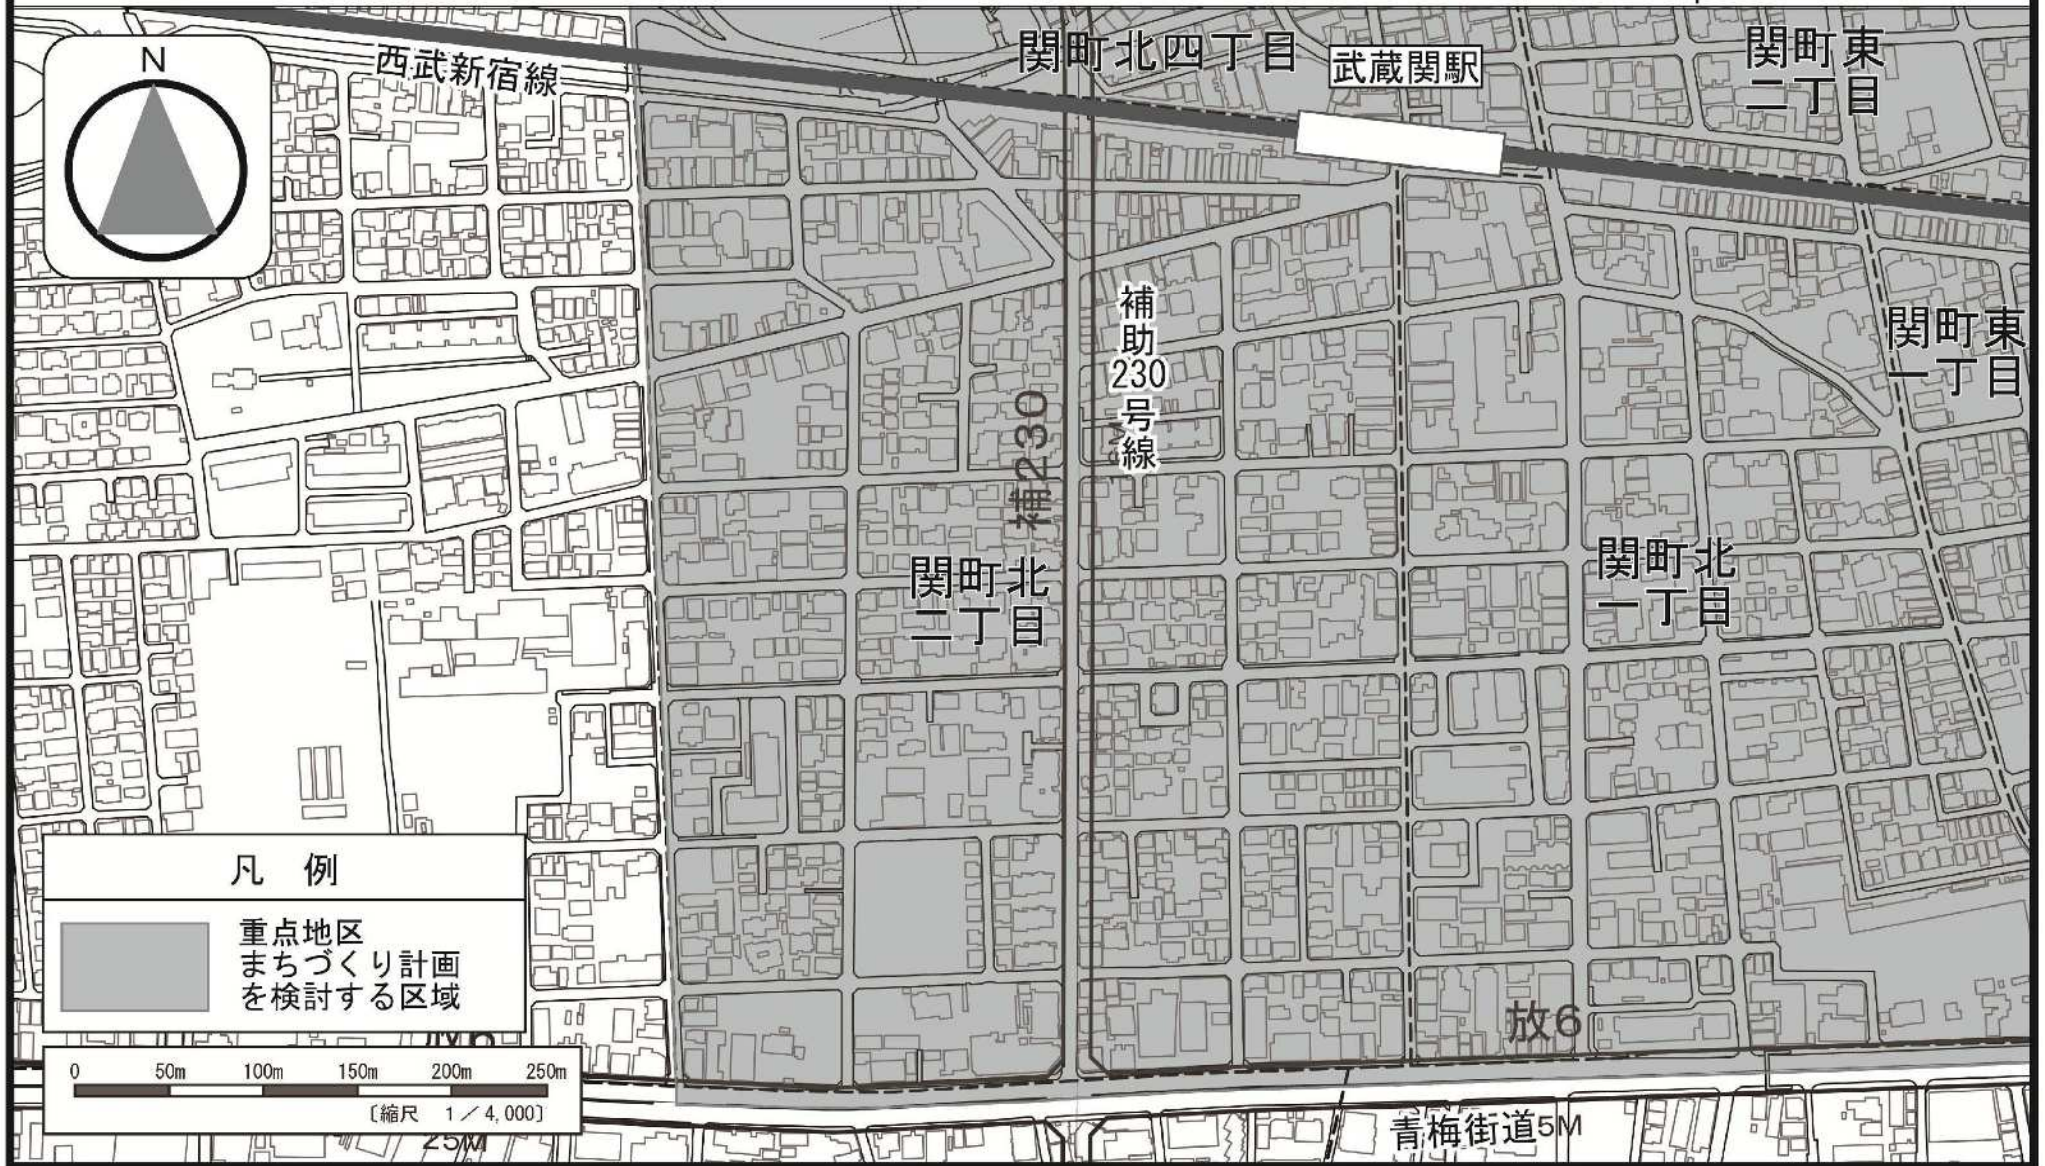 N
西武新宿線
関町北四丁目
武蔵関駅
関町東
二丁目
補助230号線
補230
関町東
一丁目
関町北
二丁目
関町北
一丁目
凡 例
重点地区
まちづくり計画
を検討する区域
放6
0 50m 100m 150m 200m 250m
〔縮尺 1/4,000〕
25M
青梅街道5M